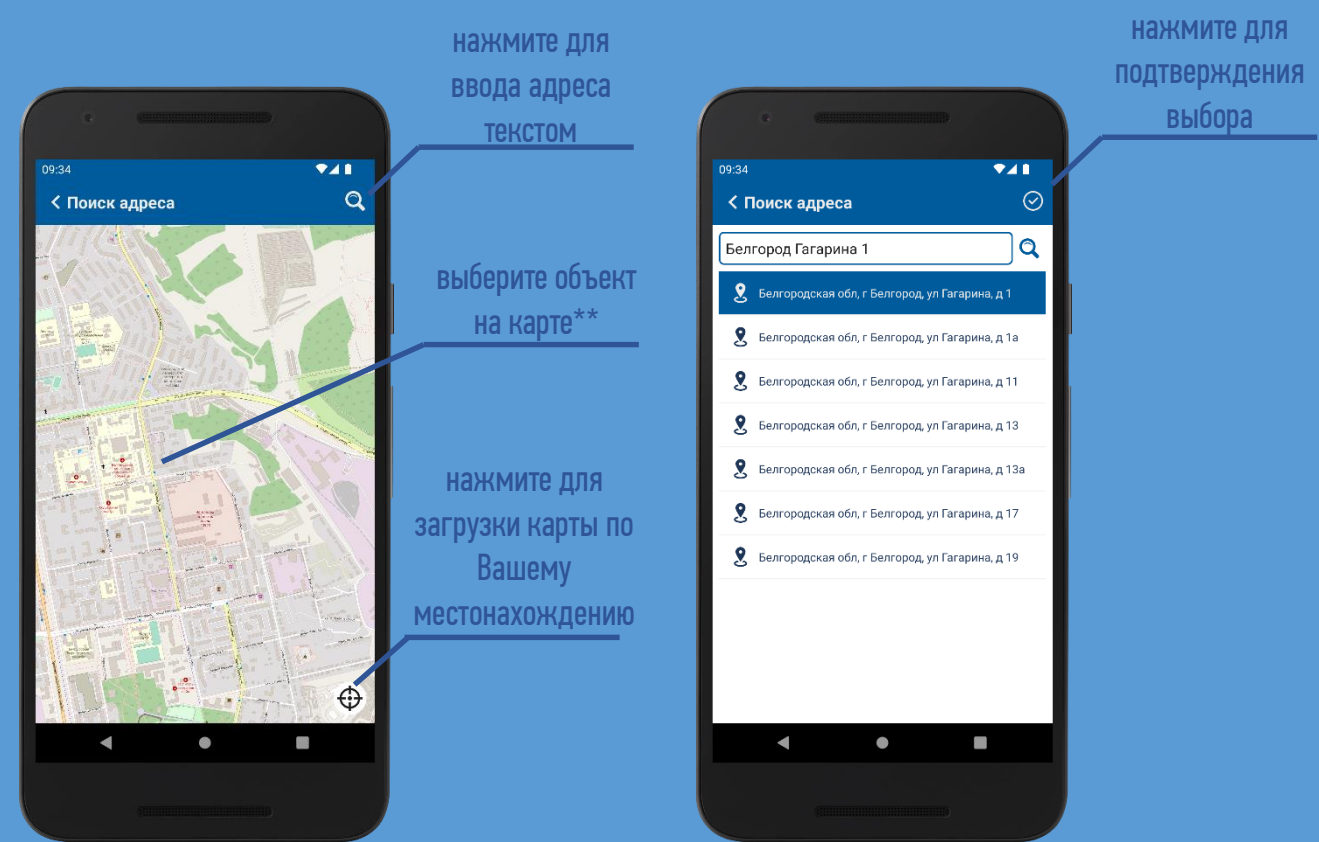 нажмите для
ввода адреса
текстом
09:34
Поиск адреса
выберите объект
на карте**
нажмите для
загрузки карты по
Вашему
местонахождению
нажмите для
подтверждения
выбора
09:34
Поиск адреса
Белгород Гагарина 1
Белгородская обл, г Белгород, ул Гагарина, д 1
Белгородская обл, г Белгород, ул Гагарина, д 1а
Белгородская обл, г Белгород, ул Гагарина, д 11
Белгородская обл, г Белгород, ул Гагарина, д 13
Белгородская обл, г Белгород, ул Гагарина, д 13а
Белгородская обл, г Белгород, ул Гагарина, д 17
Белгородская обл, г Белгород, ул Гагарина, д 19